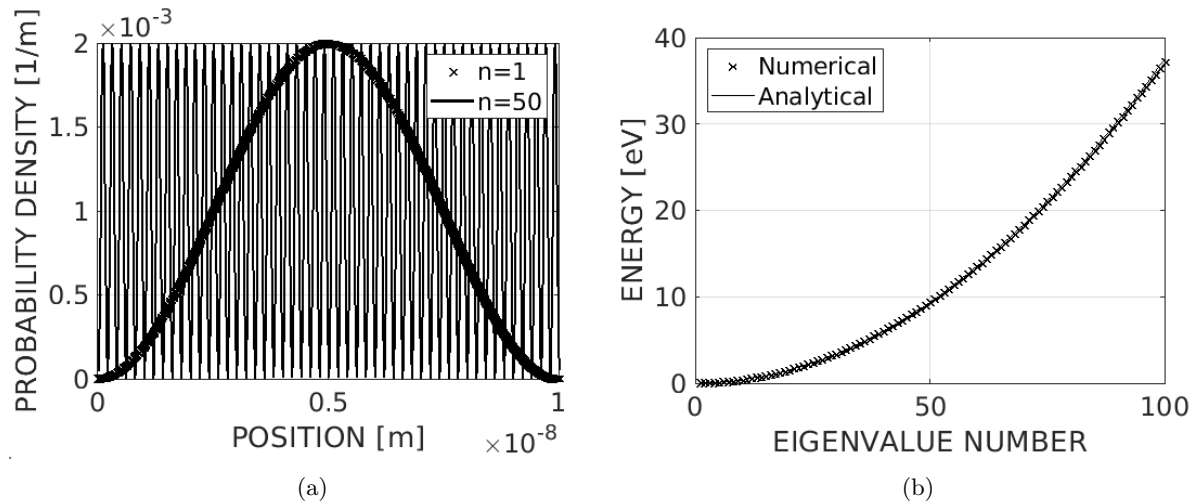 ×10⁻³
2
1.5
1
0.5
0
PROBABILITY DENSITY [1/m]
n=1
n=50
0
0.5
1
×10⁻⁸
POSITION [m]
(a)
40
30
20
10
0
ENERGY [eV]
Numerical
Analytical
0
50
100
EIGENVALUE NUMBER
(b)